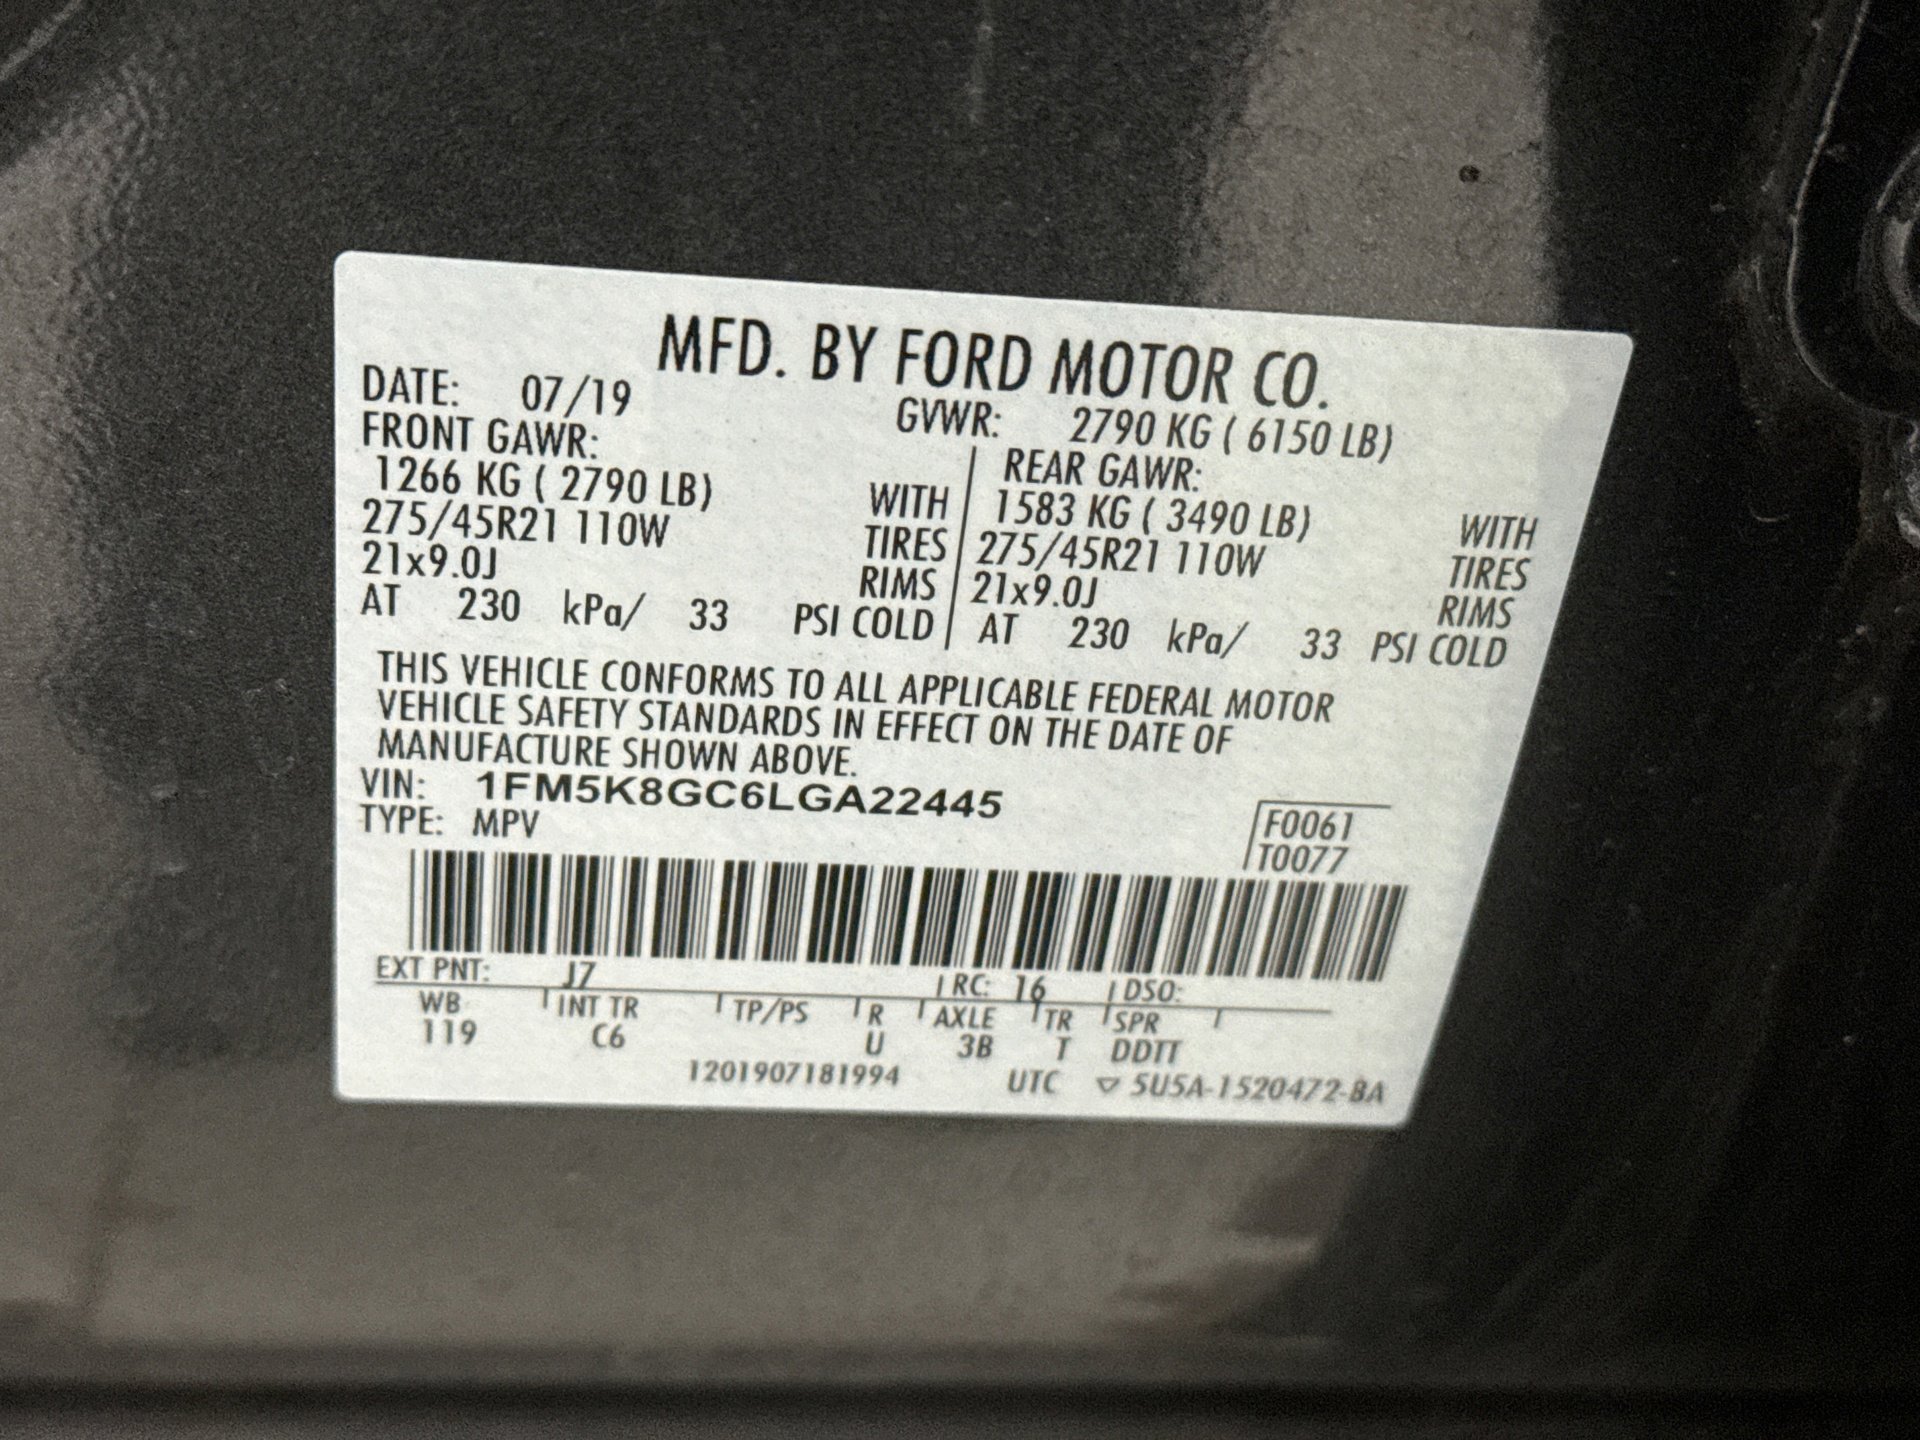 MFD. BY FORD MOTOR CO.
DATE: 07/19 GVWR: 2790 KG ( 6150 LB)
FRONT GAWR: REAR GAWR:
1266 KG ( 2790 LB) WITH 1583 KG ( 3490 LB) WITH
275/45R21 110W TIRES 275/45R21 110W TIRES
21x9.0J RIMS 21x9.0J RIMS
AT 230 kPa/ 33 PSI COLD AT 230 kPa/ 33 PSI COLD
THIS VEHICLE CONFORMS TO ALL APPLICABLE FEDERAL MOTOR
VEHICLE SAFETY STANDARDS IN EFFECT ON THE DATE OF
MANUFACTURE SHOWN ABOVE.
VIN: 1FM5K8GC6LGA22445
TYPE: MPV
F0061
T0077
EXT PNT: J7 RC: 16 DSO:
WB INT TR TP/PS R AXLE TR SPR
119 C6 U 3B T DDTT
1201907181994 UTC ▽ 5U5A-1520472-BA